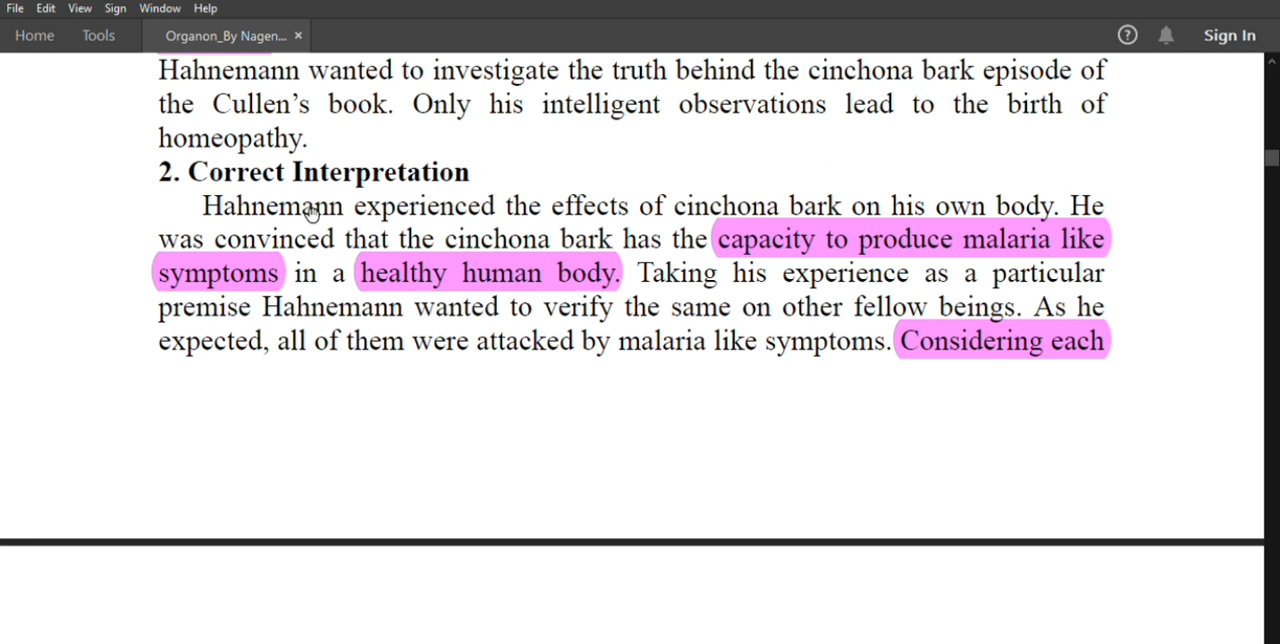 File Edit View Sign Window Help
Home Tools Organon_By Nagen... × ? Sign In
Hahnemann wanted to investigate the truth behind the cinchona bark episode of
the Cullen’s book. Only his intelligent observations lead to the birth of
homeopathy.
2. Correct Interpretation
Hahnemann experienced the effects of cinchona bark on his own body. He
was convinced that the cinchona bark has the capacity to produce malaria like
symptoms in a healthy human body. Taking his experience as a particular
premise Hahnemann wanted to verify the same on other fellow beings. As he
expected, all of them were attacked by malaria like symptoms. Considering each